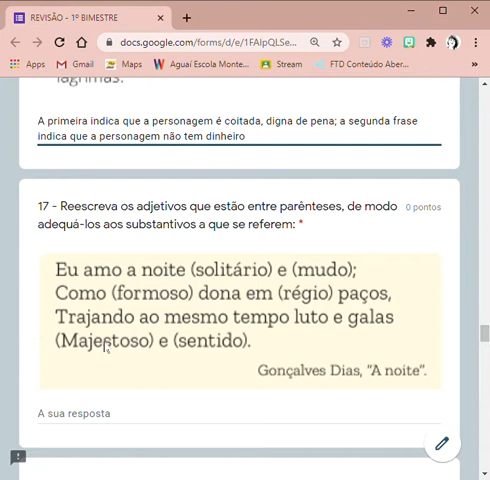 REVISÃO - 1º BIMESTRE
docs.google.com/forms/d/e/1FAIpQLSe...
Apps Gmail Maps Aguaí Escola Monte... Stream FTD Conteúdo Aber...
lágrimas.
A primeira indica que a personagem é coitada, digna de pena; a segunda frase
indica que a personagem não tem dinheiro
17 - Reescreva os adjetivos que estão entre parênteses, de modo 0 pontos
adequá-los aos substantivos a que se referem: *
Eu amo a noite (solitário) e (mudo);
Como (formoso) dona em (régio) paços,
Trajando ao mesmo tempo luto e galas
(Majestoso) e (sentido).
Gonçalves Dias, "A noite".
A sua resposta